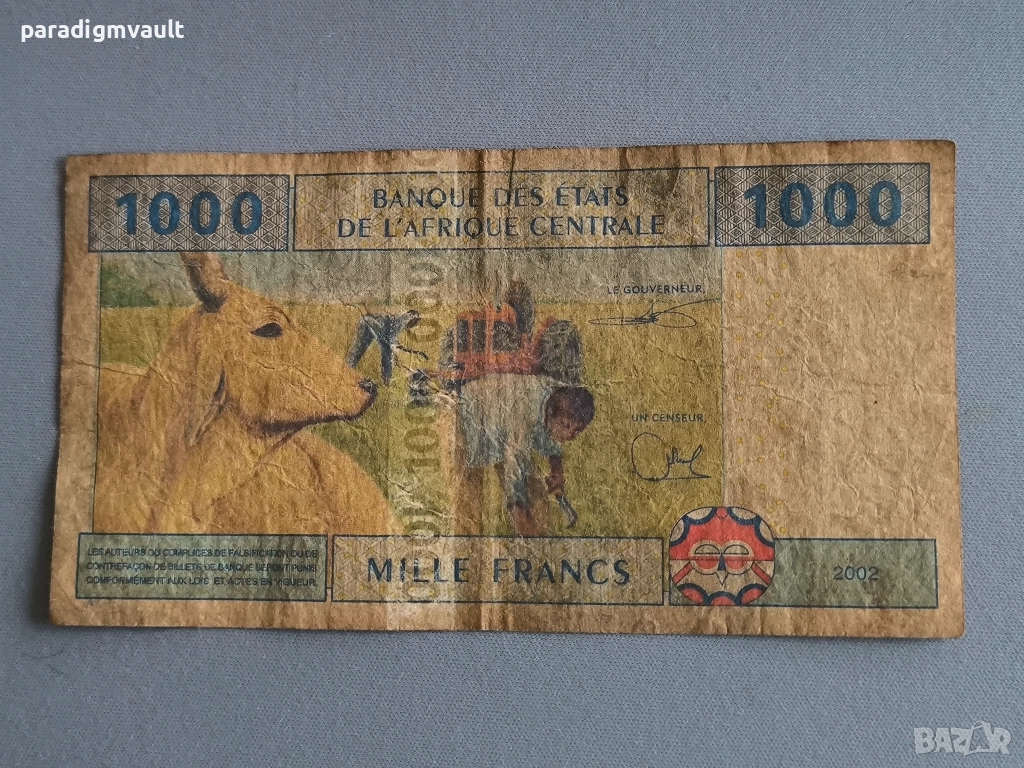 paradigmvault
1000
BANQUE DES ÉTATS
DE L'AFRIQUE CENTRALE
1000
LE GOUVERNEUR,
UN CENSEUR,
LES AUTEURS OU COMPLICES DE FALSIFICATION OU DE
CONTREFAÇON DE BILLETS DE BANQUE SERONT PUNIS
CONFORMÉMENT AUX LOIS ET ACTES EN VIGUEUR.
MILLE FRANCS
2002
BAZAR